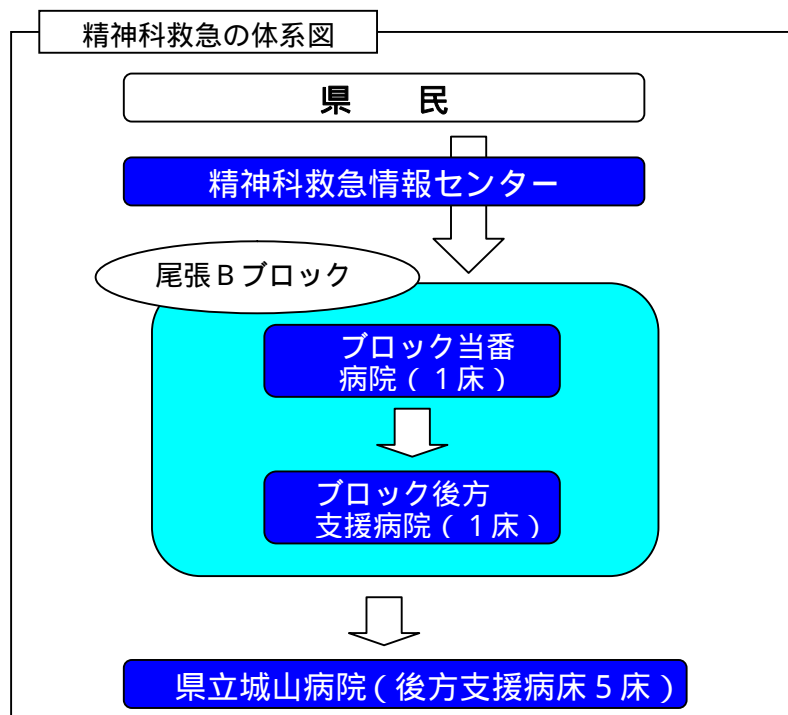 精神科救急の体系図
県　　民
精神科救急情報センター
尾張Bブロック
ブロック当番
病院(1床)
ブロック後方
支援病院(1床)
県立城山病院(後方支援病床5床)